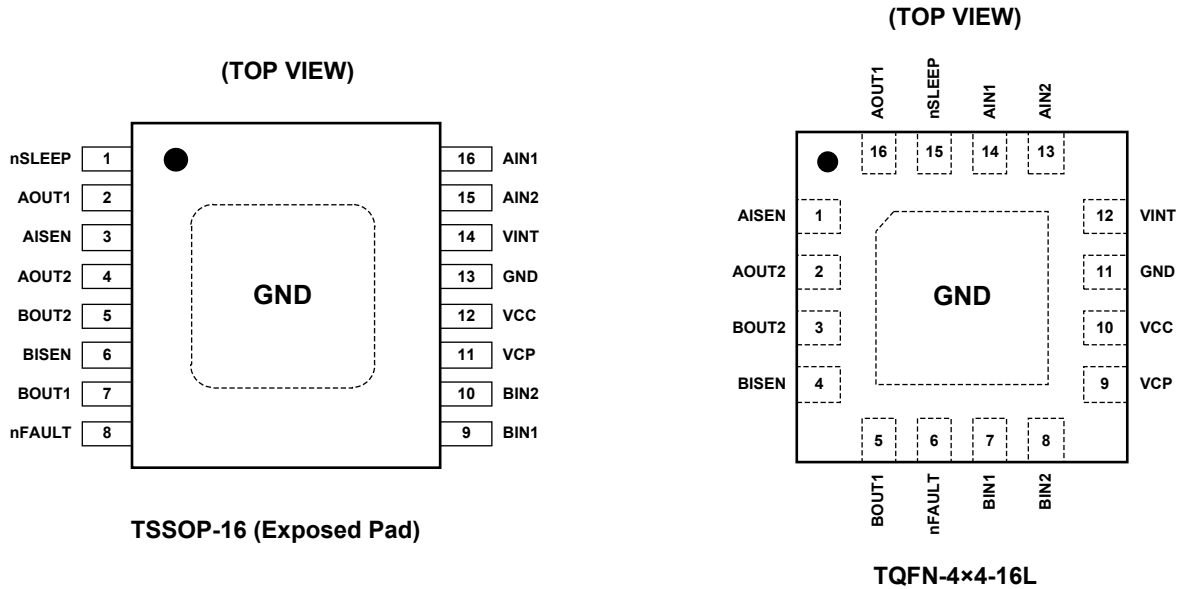 (TOP VIEW)
nSLEEP 1 16 AIN1
AOUT1 2 15 AIN2
AISEN 3 14 VINT
AOUT2 4 13 GND
GND
BOUT2 5 12 VCC
BISEN 6 11 VCP
BOUT1 7 10 BIN2
nFAULT 8 9 BIN1
TSSOP-16 (Exposed Pad)
(TOP VIEW)
AOUT1 nSLEEP AIN1 AIN2
16 15 14 13
AISEN 1 12 VINT
AOUT2 2 11 GND
GND
BOUT2 3 10 VCC
BISEN 4 9 VCP
5 6 7 8
BOUT1 nFAULT BIN1 BIN2
TQFN-4×4-16L